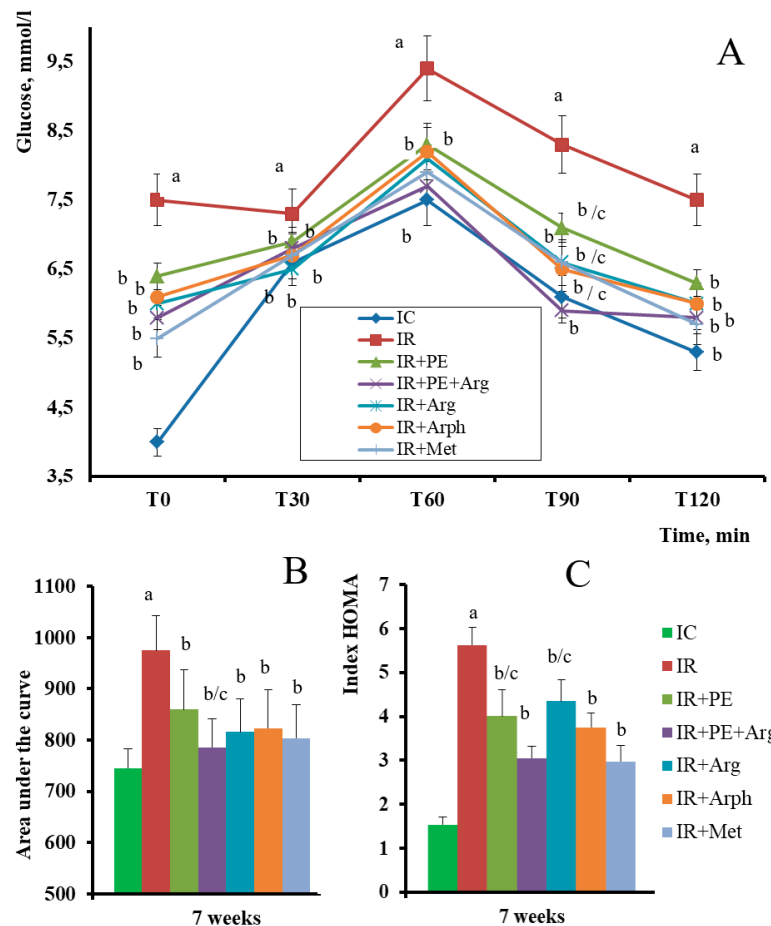 A
Glucose, mmol/l
9,5
8,5
7,5
6,5
5,5
4,5
3,5
a
a
a
a
a
b
b
b
b
b
b
b
b
b
b
b
b
b
b /c
b
b /c
b / c
b
b
b
b b
b
IC
IR
IR+PE
IR+PE+Arg
IR+Arg
IR+Arph
IR+Met
T0 T30 T60 T90 T120
Time, min
B
Area under the curve
1100
1000
900
800
700
600
500
a
b
b/c
b
b
b
7 weeks
C
Index HOMA
7
6
5
4
3
2
1
0
a
b/c
b
b/c
b
b
7 weeks
IC
IR
IR+PE
IR+PE+Arg
IR+Arg
IR+Arph
IR+Met